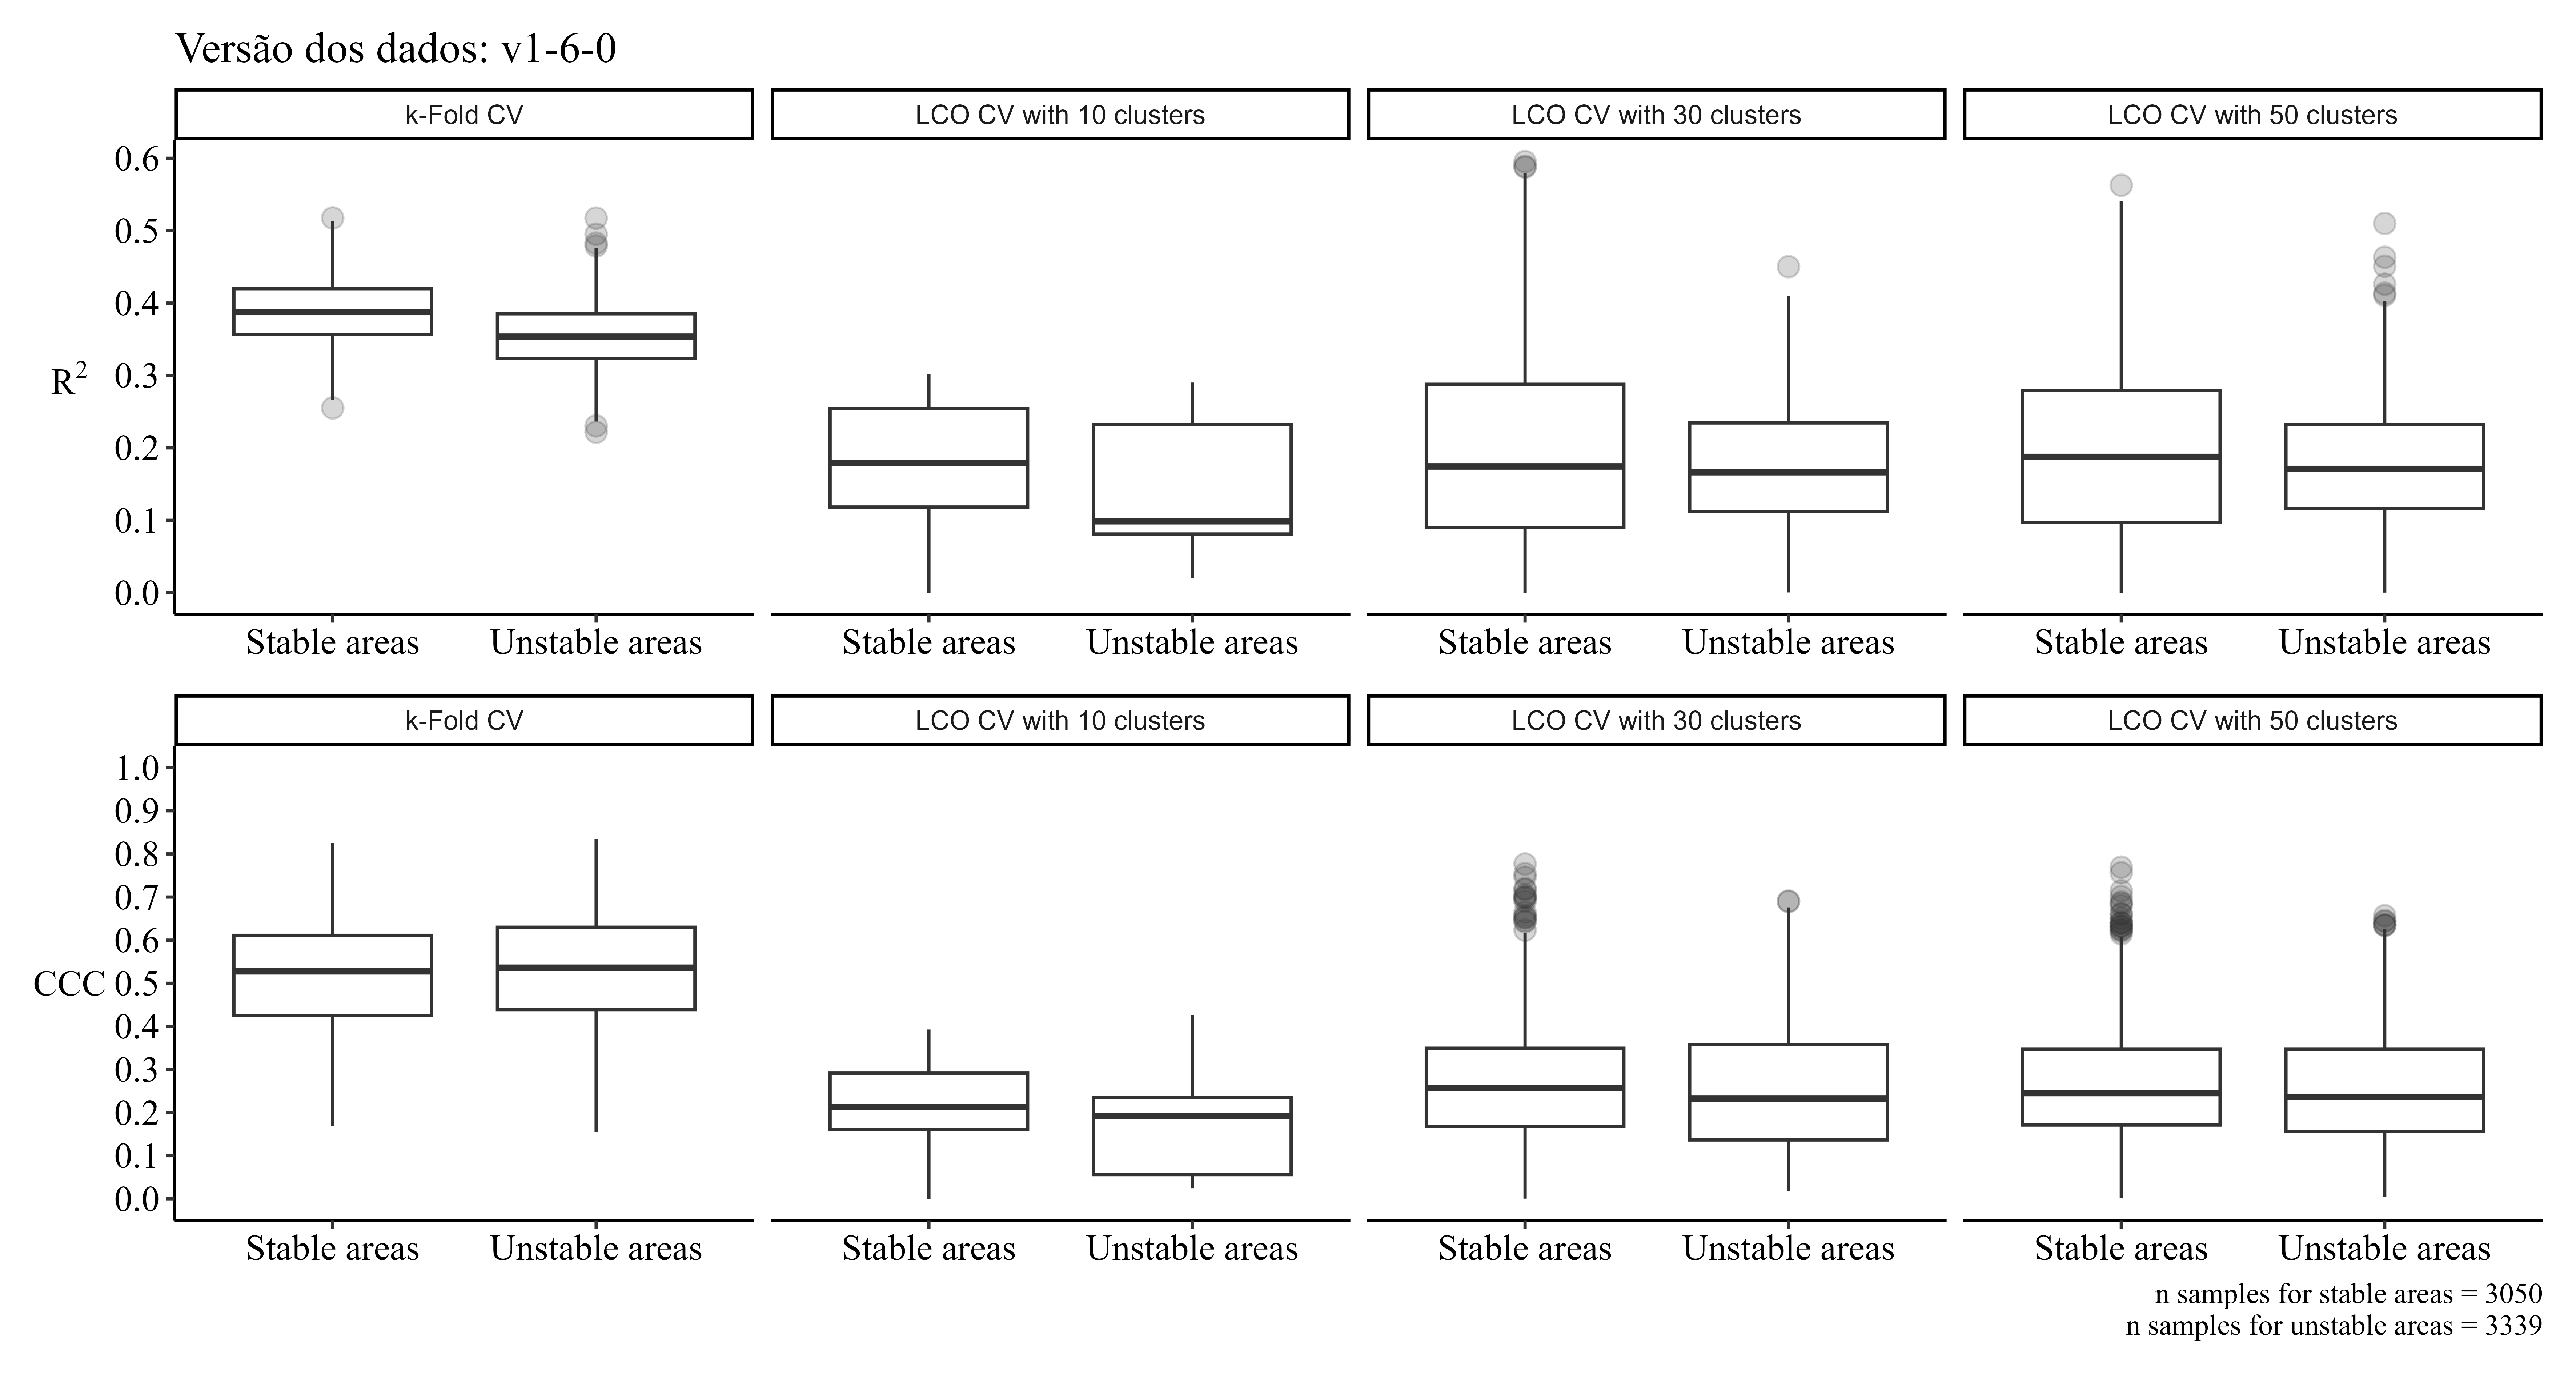 Versão dos dados: v1-6-0
k-Fold CV
LCO CV with 10 clusters
LCO CV with 30 clusters
LCO CV with 50 clusters
R²
0.6
0.5
0.4
0.3
0.2
0.1
0.0
Stable areas
Unstable areas
Stable areas
Unstable areas
Stable areas
Unstable areas
Stable areas
Unstable areas
k-Fold CV
LCO CV with 10 clusters
LCO CV with 30 clusters
LCO CV with 50 clusters
CCC
1.0
0.9
0.8
0.7
0.6
0.5
0.4
0.3
0.2
0.1
0.0
Stable areas
Unstable areas
Stable areas
Unstable areas
Stable areas
Unstable areas
Stable areas
Unstable areas
n samples for stable areas = 3050
n samples for unstable areas = 3339